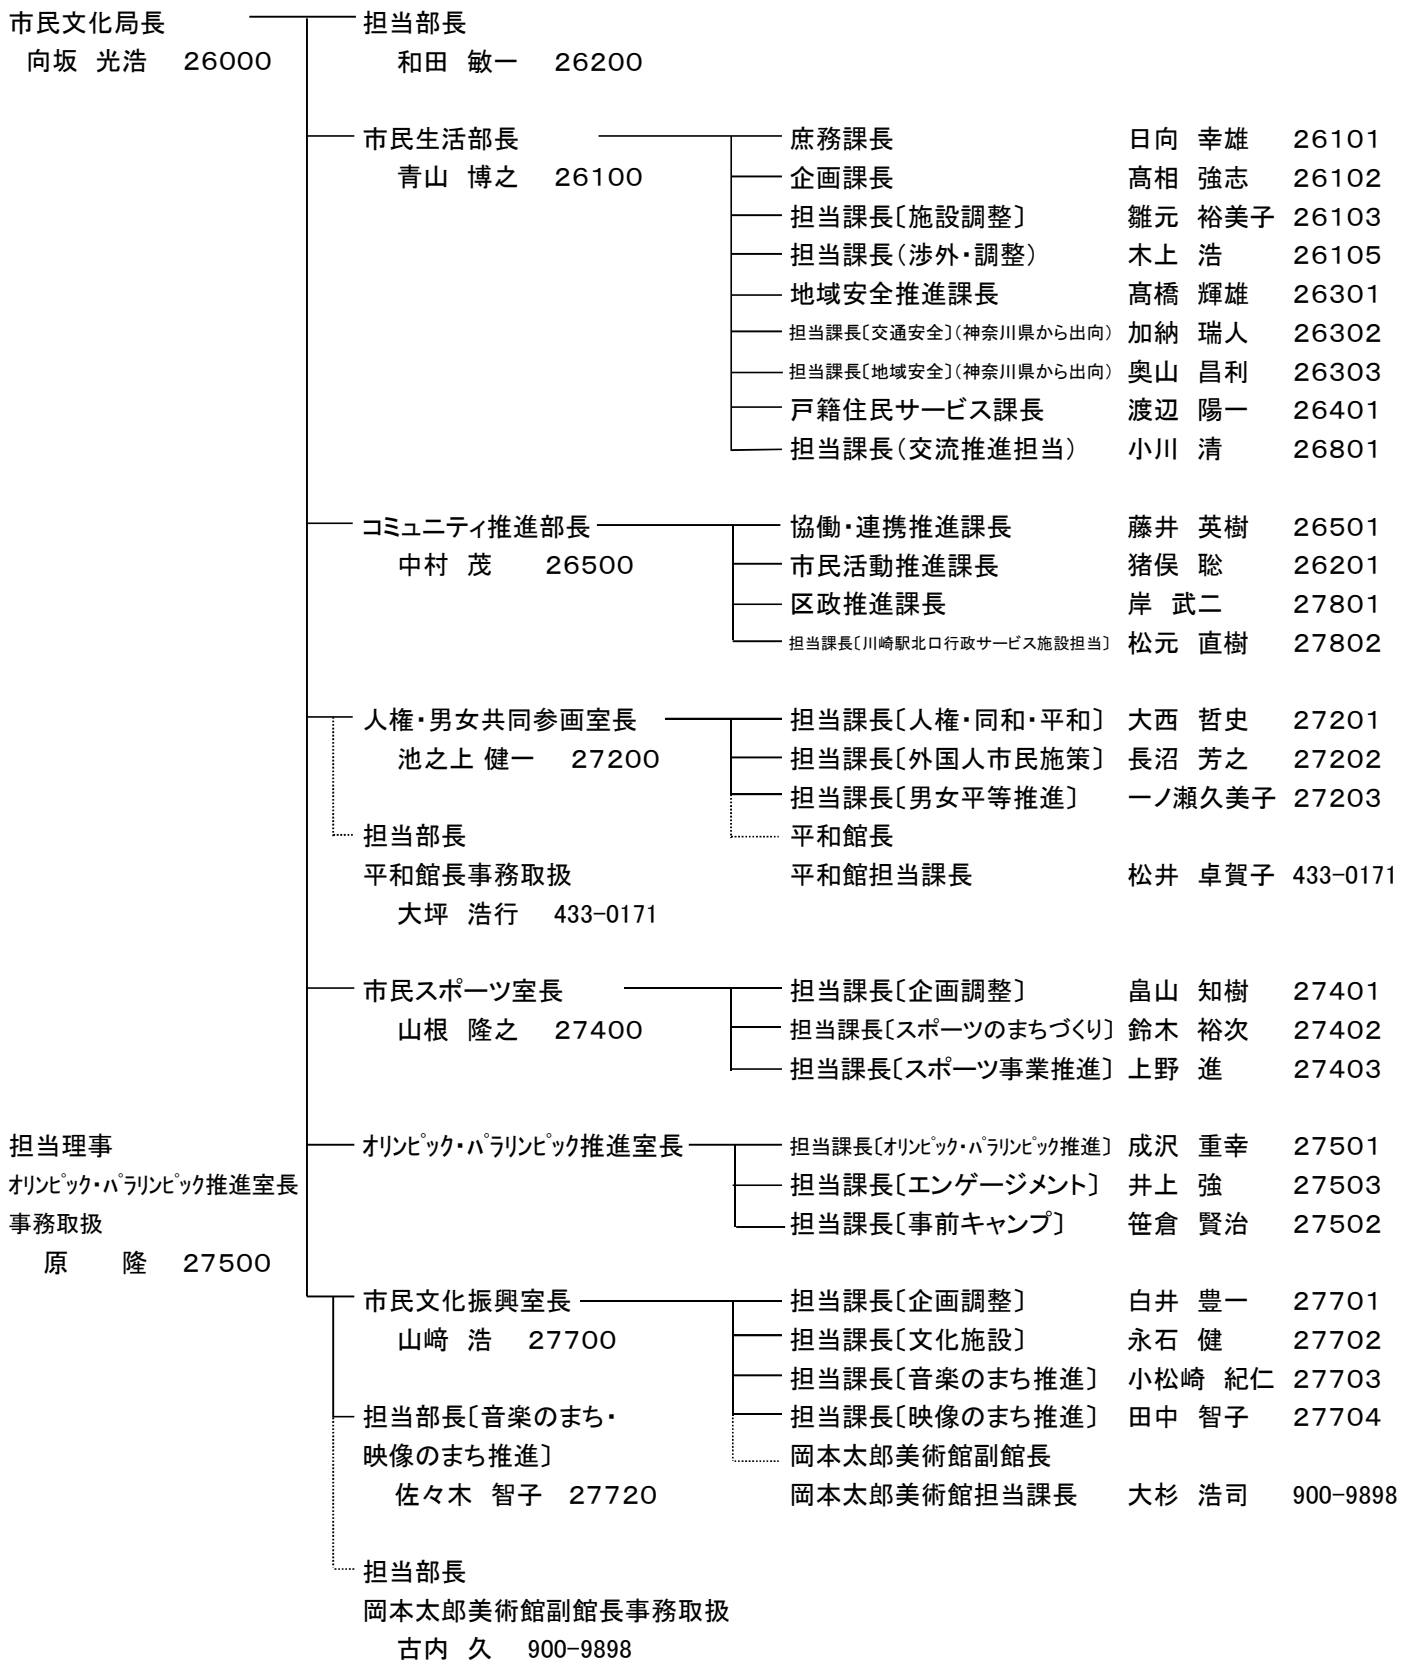 市民文化局長 担当部長
向坂 光浩 26000 和田 敏一 26200
市民生活部長 庶務課長 日向 幸雄 26101
青山 博之 26100 企画課長 髙相 強志 26102
担当課長〔施設調整〕 雛元 裕美子 26103
担当課長（渉外・調整） 木上 浩 26105
地域安全推進課長 髙橋 輝雄 26301
担当課長〔交通安全〕（神奈川県から出向） 加納 瑞人 26302
担当課長〔地域安全〕（神奈川県から出向） 奥山 昌利 26303
戸籍住民サービス課長 渡辺 陽一 26401
担当課長（交流推進担当） 小川 清 26801
コミュニティ推進部長 協働・連携推進課長 藤井 英樹 26501
中村 茂 26500 市民活動推進課長 猪俣 聡 26201
区政推進課長 岸 武二 27801
担当課長〔川崎駅北口行政サービス施設担当〕 松元 直樹 27802
人権・男女共同参画室長 担当課長〔人権・同和・平和〕 大西 哲史 27201
池之上 健一 27200 担当課長〔外国人市民施策〕 長沼 芳之 27202
担当課長〔男女平等推進〕 一ノ瀬久美子 27203
担当部長 平和館長
平和館長事務取扱 平和館担当課長 松井 卓賀子 433-0171
大坪 浩行 433-0171
市民スポーツ室長 担当課長〔企画調整〕 畠山 知樹 27401
山根 隆之 27400 担当課長〔スポーツのまちづくり〕 鈴木 裕次 27402
担当課長〔スポーツ事業推進〕 上野 進 27403
担当理事 オリンピック・パラリンピック推進室長 担当課長〔オリンピック・パラリンピック推進〕 成沢 重幸 27501
オリンピック・パラリンピック推進室長 担当課長〔エンゲージメント〕 井上 強 27503
事務取扱 担当課長〔事前キャンプ〕 笹倉 賢治 27502
原 隆 27500
市民文化振興室長 担当課長〔企画調整〕 白井 豊一 27701
山﨑 浩 27700 担当課長〔文化施設〕 永石 健 27702
担当課長〔音楽のまち推進〕 小松崎 紀仁 27703
担当部長〔音楽のまち・ 担当課長〔映像のまち推進〕 田中 智子 27704
映像のまち推進〕 岡本太郎美術館副館長
佐々木 智子 27720 岡本太郎美術館担当課長 大杉 浩司 900-9898
担当部長
岡本太郎美術館副館長事務取扱
古内 久 900-9898